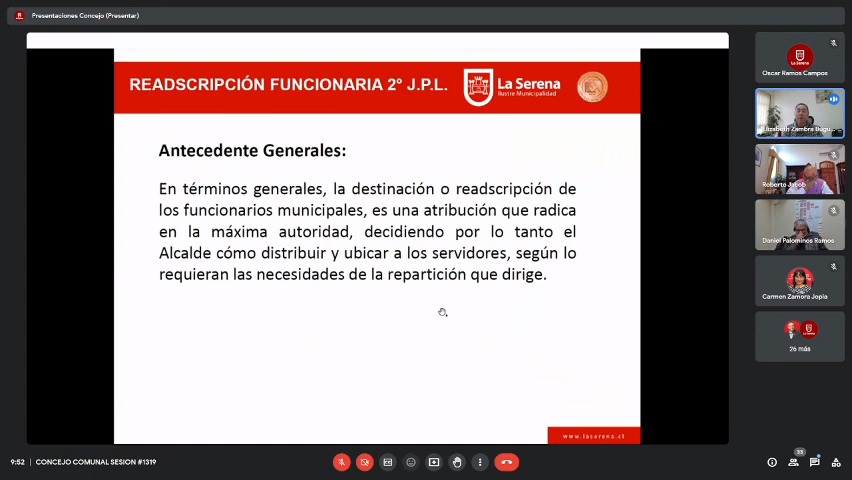 Presentaciones Concejo (Presentar)
READSCRIPCIÓN FUNCIONARIA 2° J.P.L.
La Serena
Ilustre Municipalidad
Antecedente Generales:
En términos generales, la destinación o readscripción de
los funcionarios municipales, es una atribución que radica
en la máxima autoridad, decidiendo por lo tanto el
Alcalde cómo distribuir y ubicar a los servidores, según lo
requieran las necesidades de la repartición que dirige.
www.laserena.cl
Oscar Ramos Campos
Elizabeth Zambra
Roberto Jacob
Daniel Palominos Ramos
Carmen Zamora Jopia
26 más
9:52 CONCEJO COMUNAL SESION #1319
33